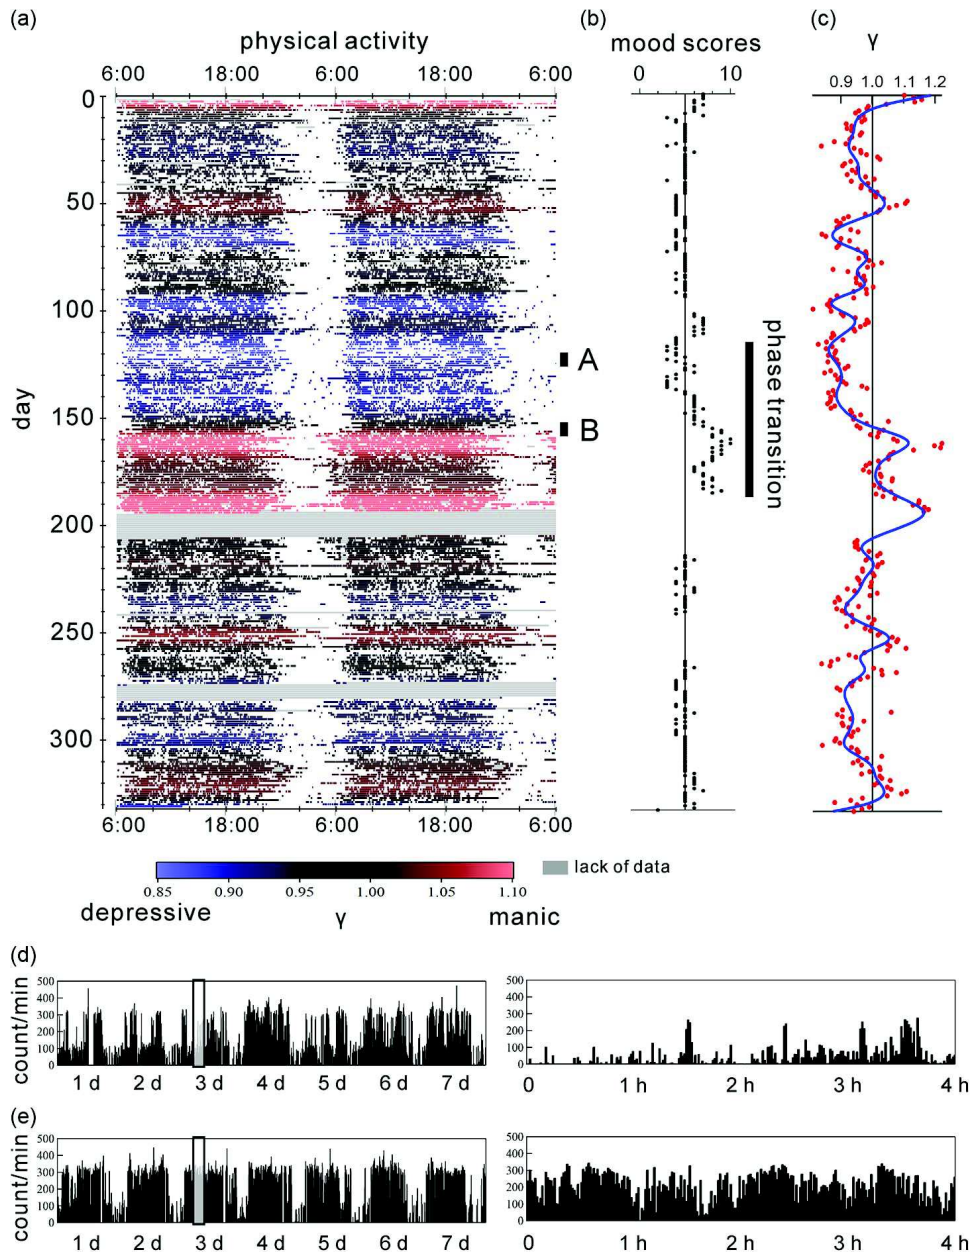 (a)
(b)
(c)
physical activity
mood scores
γ
6:00 18:00 6:00 18:00 6:00
0 10
0.9 1.0 1.1 1.2
day
0
50
100
150
200
250
300
A
B
phase transition
6:00 18:00 6:00 18:00 6:00
0.85 0.90 0.95 1.00 1.05 1.10
depressive γ manic
lack of data
(d)
count/min
500
400
300
200
100
0
1 d 2 d 3 d 4 d 5 d 6 d 7 d
500
400
300
200
100
0
0 1 h 2 h 3 h 4 h
(e)
count/min
500
400
300
200
100
0
1 d 2 d 3 d 4 d 5 d 6 d 7 d
500
400
300
200
100
0
0 1 h 2 h 3 h 4 h